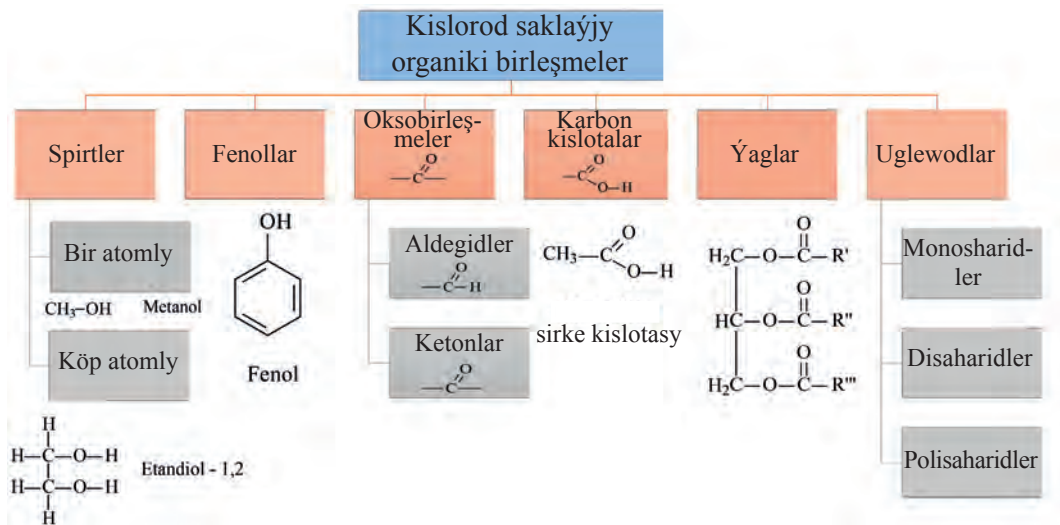 Kislorod saklaýjy
organiki birleşmeler
Spirtler
Fenollar
Oksobirleş-
meler
—C(=O)—
Karbon
kislotalar
—C(=O)O—H
Ýaglar
Uglewodlar
Bir atomly
CH₃—OH Metanol
Köp atomly
H
H—C—O—H
H—C—O—H
H
Etandiol - 1,2
OH
Fenol
Aldegidler
O
—C—H
Ketonlar
O
—C—
O
CH₃—C
O—H
sirke kislotasy
O
H₂C—O—C—R'
O
HC—O—C—R''
O
H₂C—O—C—R'''
Monosharid-
ler
Disaharidler
Polisaharidler